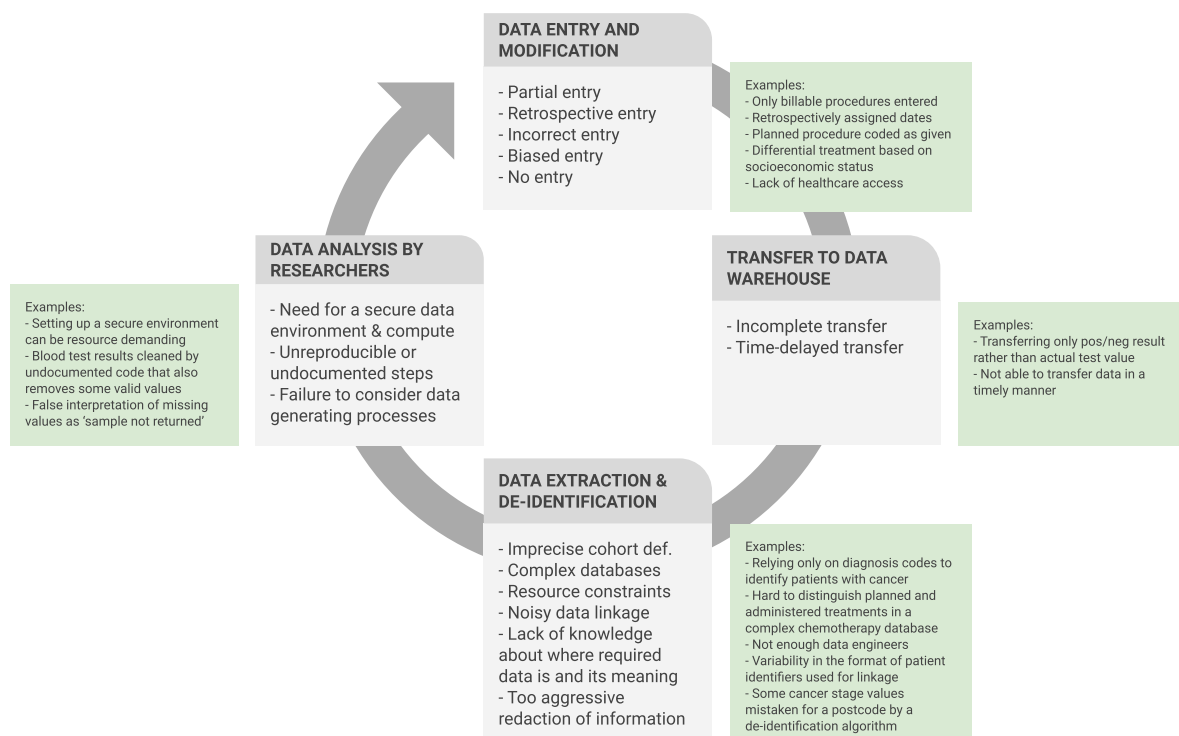 DATA ENTRY AND
MODIFICATION
- Partial entry
- Retrospective entry
- Incorrect entry
- Biased entry
- No entry
Examples:
- Only billable procedures entered
- Retrospectively assigned dates
- Planned procedure coded as given
- Differential treatment based on
socioeconomic status
- Lack of healthcare access
TRANSFER TO DATA
WAREHOUSE
- Incomplete transfer
- Time-delayed transfer
Examples:
- Transferring only pos/neg result
rather than actual test value
- Not able to transfer data in a
timely manner
DATA EXTRACTION &
DE-IDENTIFICATION
- Imprecise cohort def.
- Complex databases
- Resource constraints
- Noisy data linkage
- Lack of knowledge
about where required
data is and its meaning
- Too aggressive
redaction of information
Examples:
- Relying only on diagnosis codes to
identify patients with cancer
- Hard to distinguish planned and
administered treatments in a
complex chemotherapy database
- Not enough data engineers
- Variability in the format of patient
identifiers used for linkage
- Some cancer stage values
mistaken for a postcode by a
de-identification algorithm
DATA ANALYSIS BY
RESEARCHERS
- Need for a secure data
environment & compute
- Unreproducible or
undocumented steps
- Failure to consider data
generating processes
Examples:
- Setting up a secure environment
can be resource demanding
- Blood test results cleaned by
undocumented code that also
removes some valid values
- False interpretation of missing
values as ‘sample not returned’